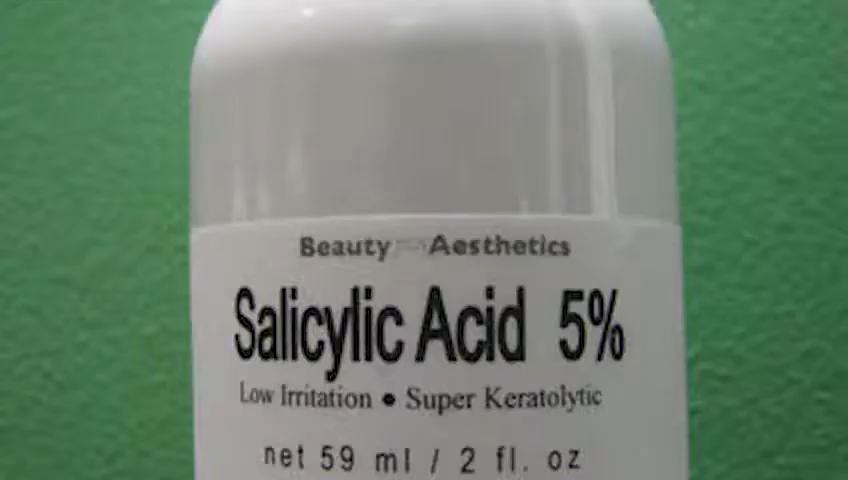 Beauty Aesthetics
Salicylic Acid 5%
Low Irritation ● Super Keratolytic
net 59 ml / 2 fl. oz